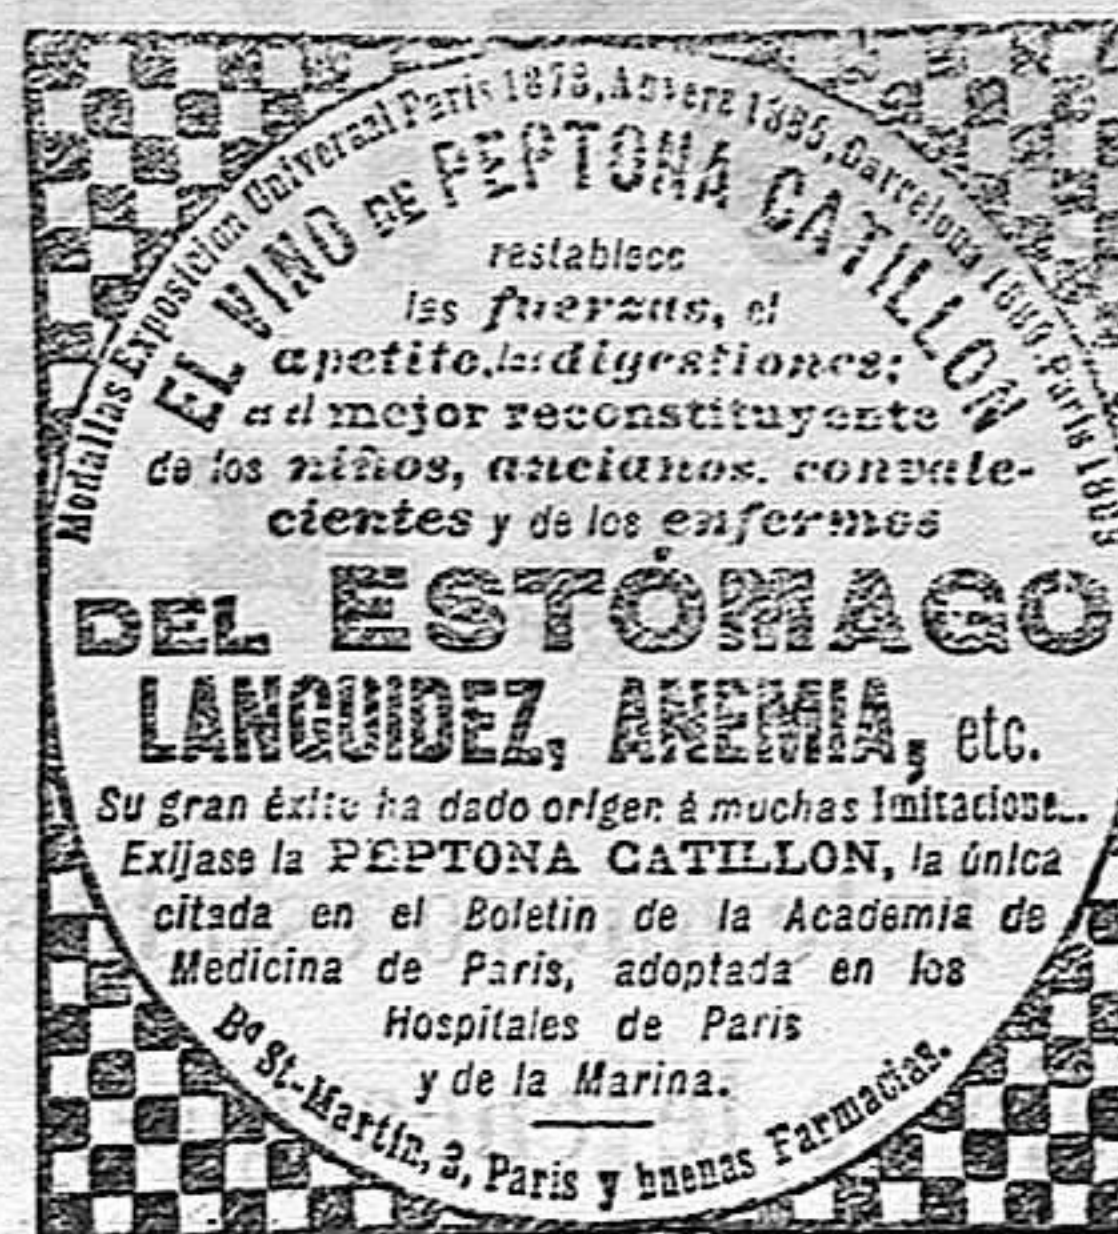 Medallas Exposicion Universal Paris 1878, Anvers 1885, Barcelona 1888, Paris 1889
EL VINO DE PEPTONA CATILLON
restablece
las fuerzas, el
apetito, las digestiones;
es el mejor reconstituyente
de los niños, ancianos, convale-
cientes y de los enfermos
DEL ESTÓMAGO
LANGUIDEZ, ANEMIA, etc.
Su gran éxito ha dado origen á muchas Imitaciones.
Exijase la PEPTONA CATILLON, la única
citada en el Boletin de la Academia de
Medicina de Paris, adoptada en los
Hospitales de Paris
y de la Marina.
Bd St-Martin, 3, Paris y buenas Farmacias.